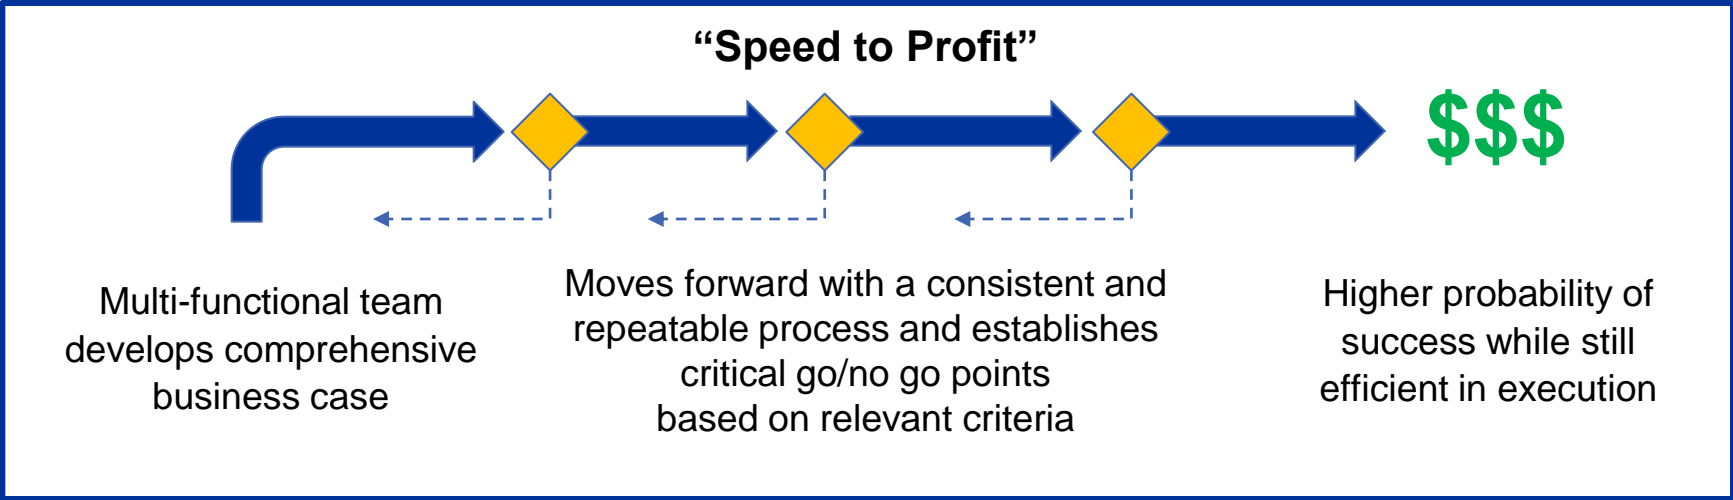 “Speed to Profit”
$$$
Multi-functional team
develops comprehensive
business case
Moves forward with a consistent and
repeatable process and establishes
critical go/no go points
based on relevant criteria
Higher probability of
success while still
efficient in execution